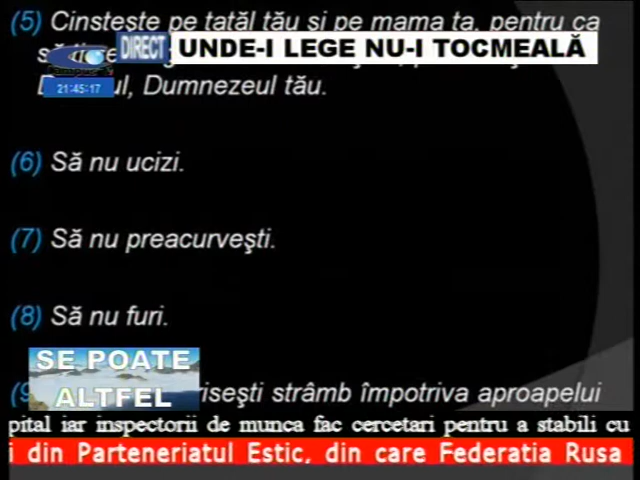 (5) Cinsteşte pe tatăl tău şi pe mama ta, pentru ca
DIRECT
UNDE-I LEGE NU-I TOCMEALĂ
21:45:17
Dumnezeul tău.
(6) Să nu ucizi.
(7) Să nu preacurveşti.
(8) Să nu furi.
SE POATE
ALTFEL
(9
riseşti strâmb împotriva aproapelui
pital iar inspectorii de munca fac cercetari pentru a stabili cu
i din Parteneriatul Estic, din care Federatia Rusa